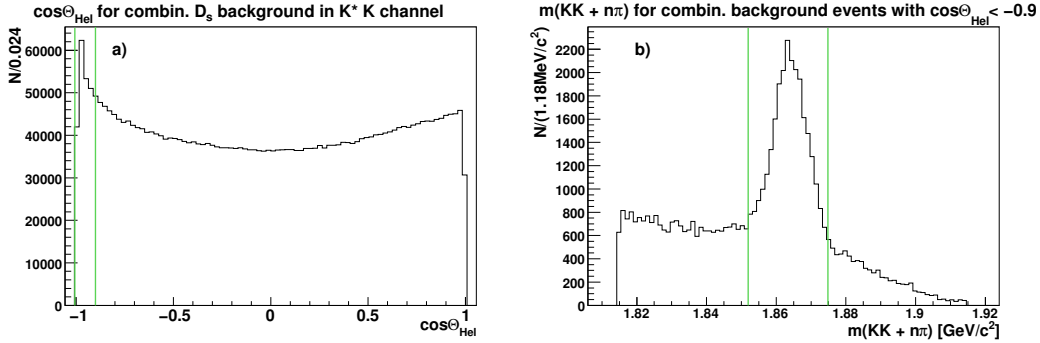 cosΘHel for combin. Ds background in K* K channel
N/0.024
a)
60000
50000
40000
30000
20000
10000
0
−1 −0.5 0 0.5 1
cosΘHel
m(KK + nπ) for combin. background events with cosΘHel < −0.9
N/(1.18MeV/c²)
b)
2200
2000
1800
1600
1400
1200
1000
800
600
400
200
0
1.82 1.84 1.86 1.88 1.9 1.92
m(KK + nπ) [GeV/c²]